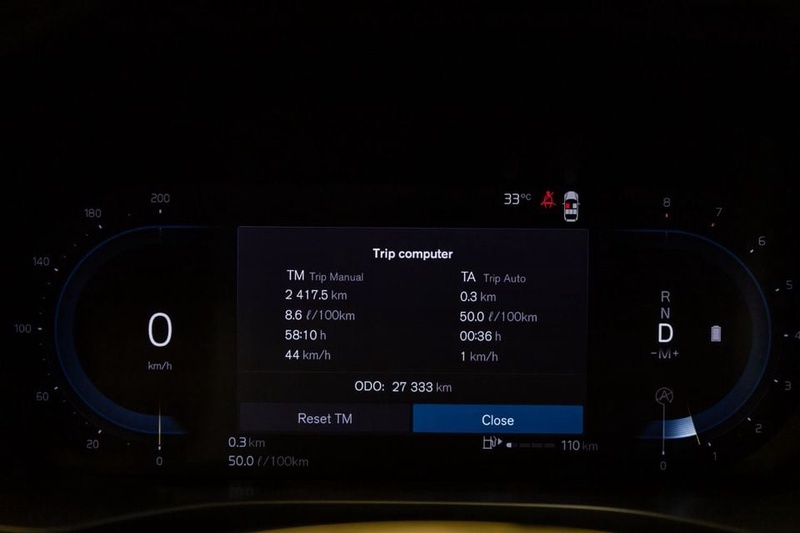 33°C
Trip computer
TM Trip Manual
TA Trip Auto
2 417.5 km
0.3 km
8.6 ℓ/100km
50.0 ℓ/100km
58:10 h
00:36 h
44 km/h
1 km/h
ODO: 27 333 km
Reset TM
Close
200
180
140
100
60
20
0
0
km/h
8
7
6
5
4
3
2
1
0
R
N
D
-M+
A
0.3 km
50.0 ℓ/100km
110 km